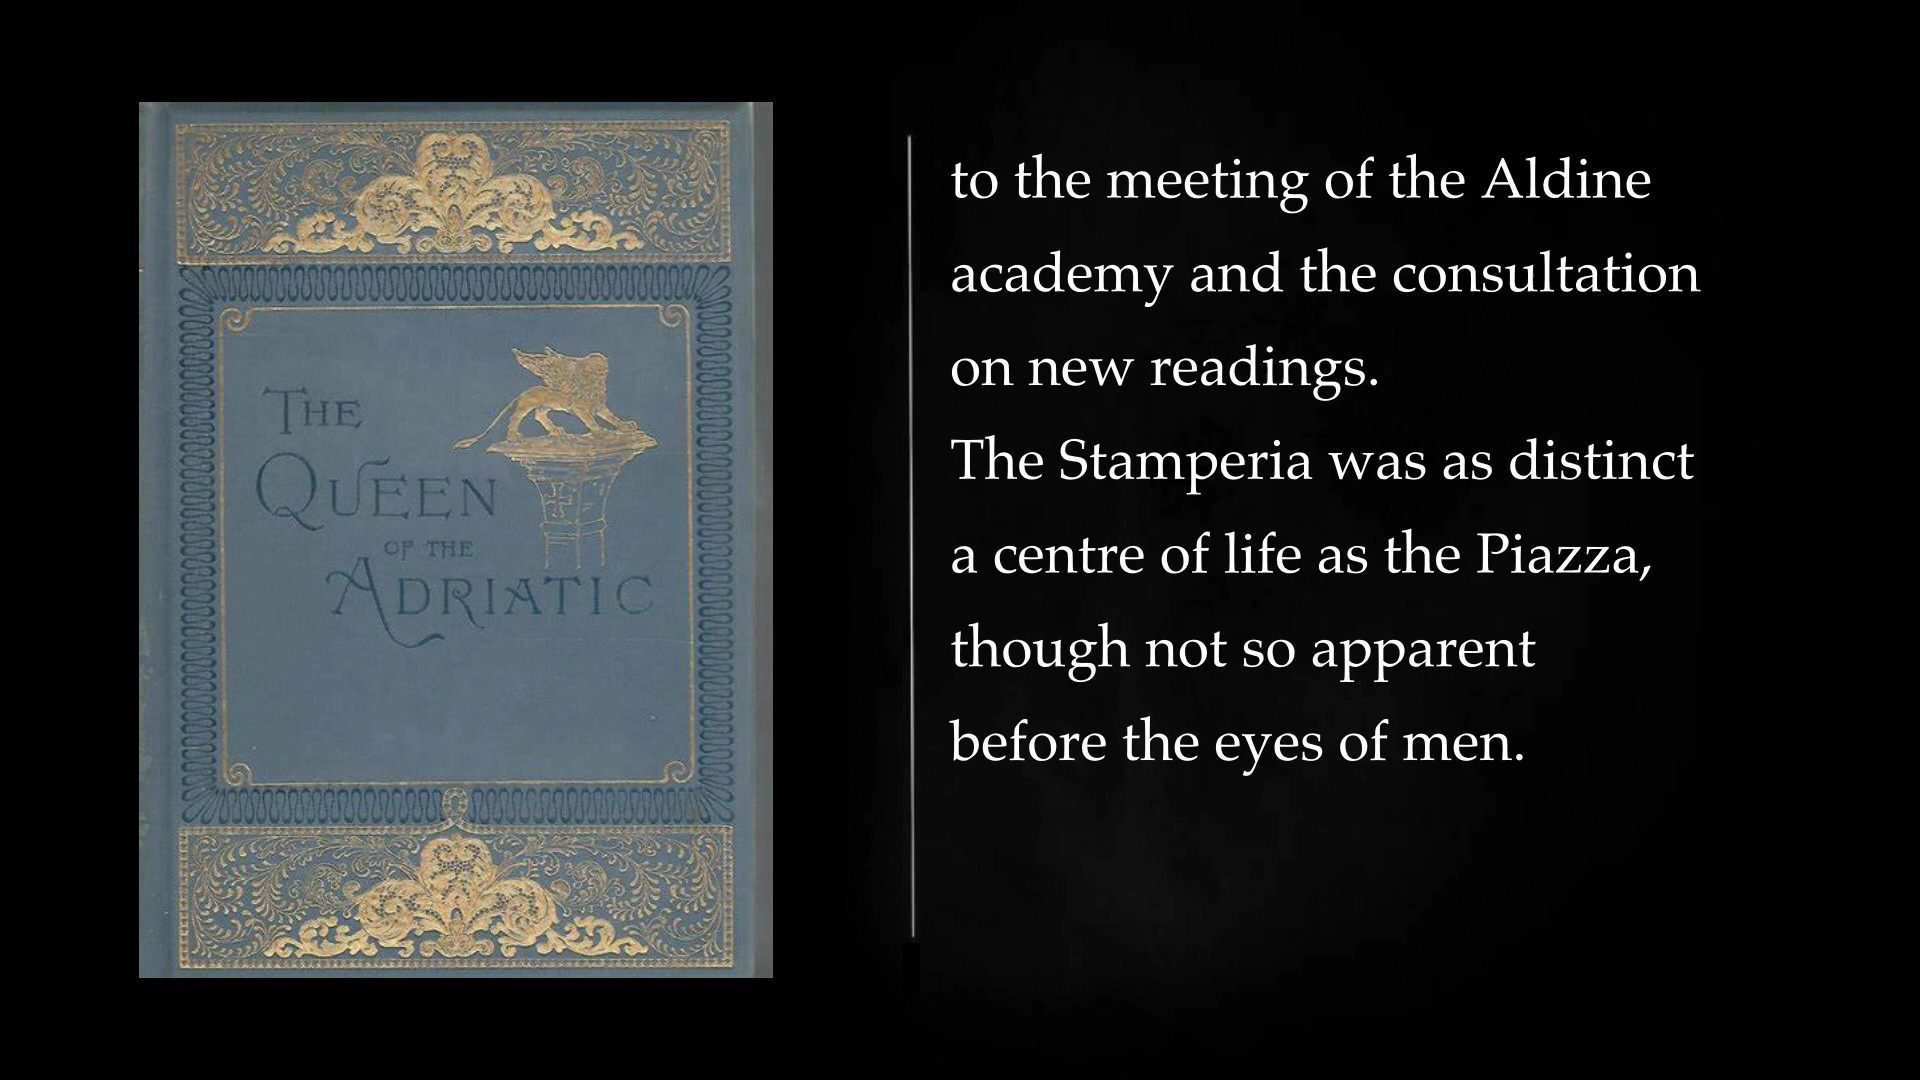 THE
QUEEN
OF THE
ADRIATIC
to the meeting of the Aldine
academy and the consultation
on new readings.
The Stamperia was as distinct
a centre of life as the Piazza,
though not so apparent
before the eyes of men.